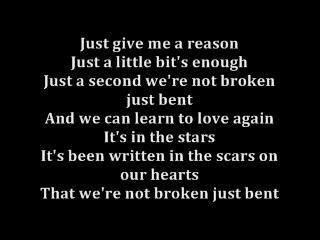 Just give me a reason
Just a little bit's enough
Just a second we're not broken
just bent
And we can learn to love again
It's in the stars
It's been written in the scars on
our hearts
That we're not broken just bent